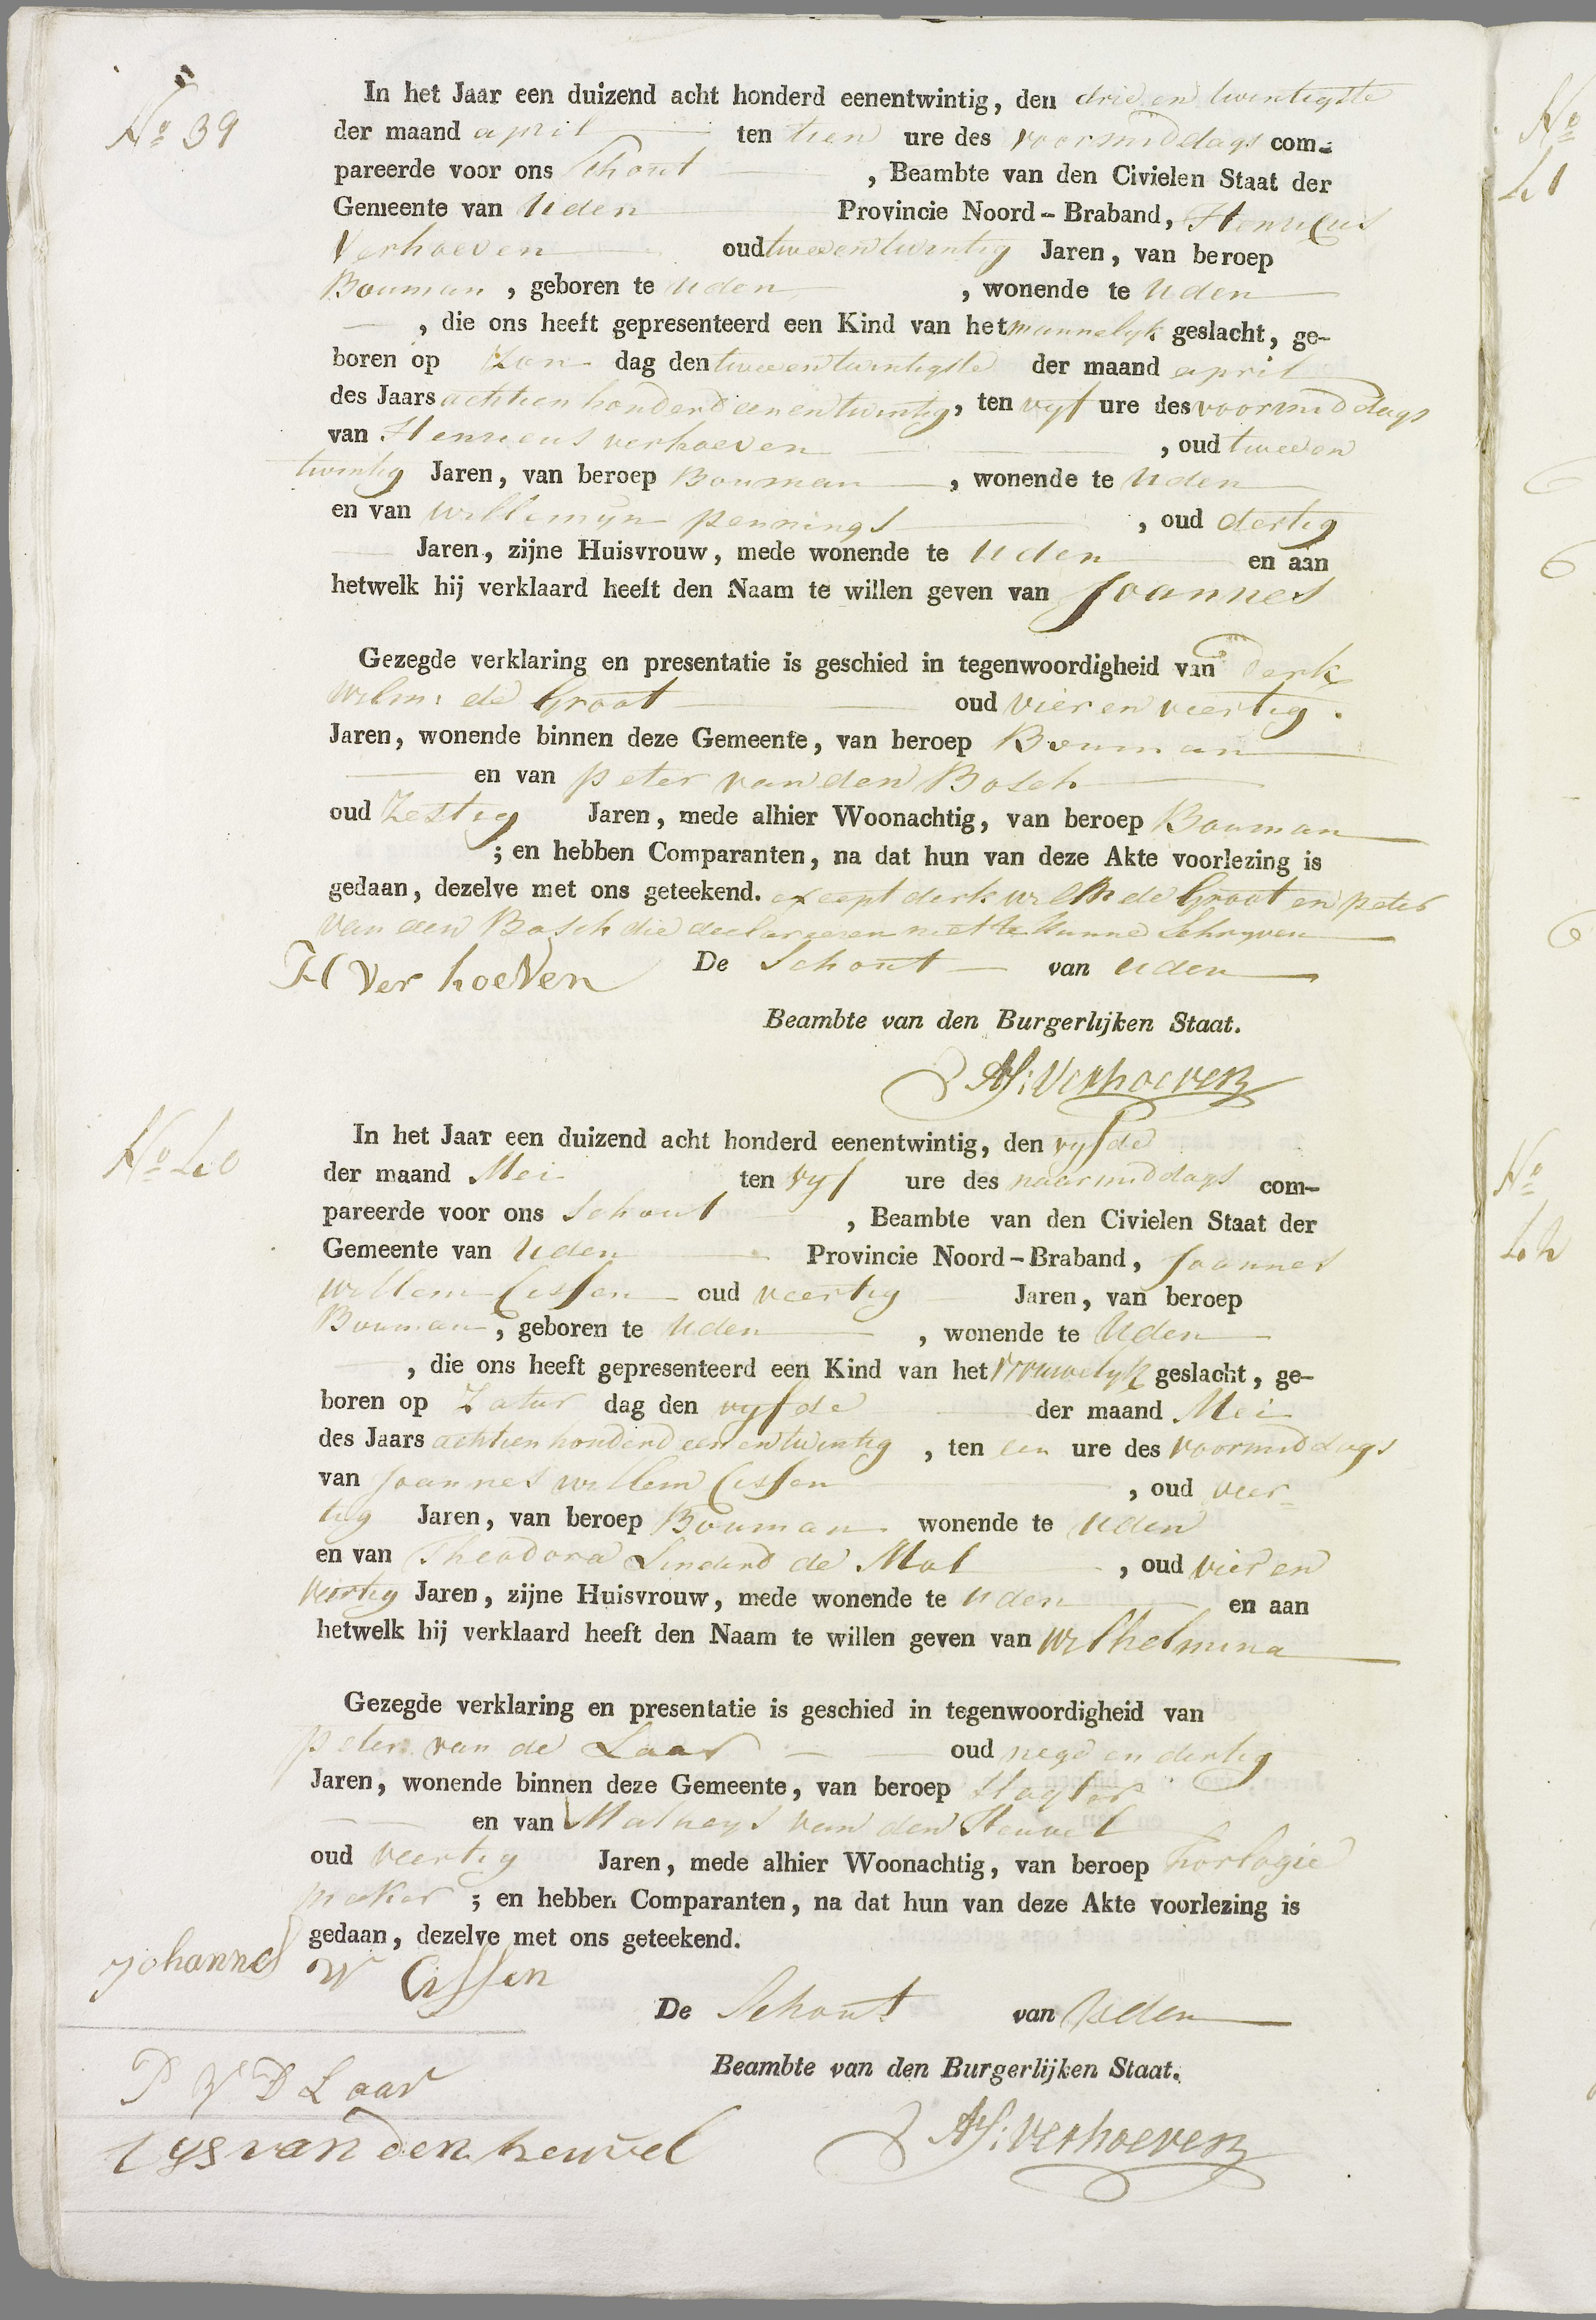 No 39
In het Jaar een duizend acht honderd eenentwintig, den drie en twintigste
der maand april ten tien ure des voormiddags com-
pareerde voor ons Schout, Beambte van den Civielen Staat der
Gemeente van Uden Provincie Noord-Braband, Henricus
Verhoeven oud tweeentwintig Jaren, van beroep
Bouman, geboren te Uden, wonende te Uden
, die ons heeft gepresenteerd een Kind van het mannelyk geslacht, ge-
boren op Zon dag den tweeentwintigste der maand april
des Jaars achtien honderd eenentwintig, ten vyf ure des voormiddags
van Henricus verhoeven, oud tweeen
twintig Jaren, van beroep Bouman, wonende te Uden
en van willemyn pennings, oud dertig
Jaren, zijne Huisvrouw, mede wonende te Uden en aan
hetwelk hij verklaard heeft den Naam te willen geven van Joannes
Gezegde verklaring en presentatie is geschied in tegenwoordigheid van Derk
wilm: de Groot oud vier en veertig.
Jaren, wonende binnen deze Gemeente, van beroep Bouman
en van peter van den Bosch
oud Zestig Jaren, mede alhier Woonachtig, van beroep Bouman
; en hebben Comparanten, na dat hun van deze Akte voorlezing is
gedaan, dezelve met ons geteekend. except derk wilm de Groot en peter
van den Bosch die declareeren niet te kunne Schryven
H Ver hoeven De Schout van Uden
Beambte van den Burgerlijken Staat.
Verhoeven
No 40
In het Jaar een duizend acht honderd eenentwintig, den vyfde
der maand Mei ten vyf ure des naarmiddags com-
pareerde voor ons Schout, Beambte van den Civielen Staat der
Gemeente van Uden Provincie Noord-Braband, Joannes
willem Cissen oud veertig Jaren, van beroep
Bouman, geboren te Uden, wonende te Uden
, die ons heeft gepresenteerd een Kind van het vrouwelyk geslacht, ge-
boren op Zatur dag den vyfde der maand Mei
des Jaars achtien honderd eenentwintig, ten een ure des voormiddags
van Joannes willem Cissen, oud veer-
tig Jaren, van beroep Bouman wonende te Uden
en van Theodora Lenderd de Mol, oud vier en
veertig Jaren, zijne Huisvrouw, mede wonende te Uden en aan
hetwelk hij verklaard heeft den Naam te willen geven van Wilhelmina
Gezegde verklaring en presentatie is geschied in tegenwoordigheid van
peter van de Laar oud nege en dertig
Jaren, wonende binnen deze Gemeente, van beroep Slagter
en van Matheys van den Heuvel
oud veertig Jaren, mede alhier Woonachtig, van beroep horlogie
maker; en hebben Comparanten, na dat hun van deze Akte voorlezing is
gedaan, dezelve met ons geteekend.
Johannes W Cissen
De Schout van Uden
P V D Laar
Beambte van den Burgerlijken Staat.
tys van den heuvel
Verhoeven
No
41
No
42